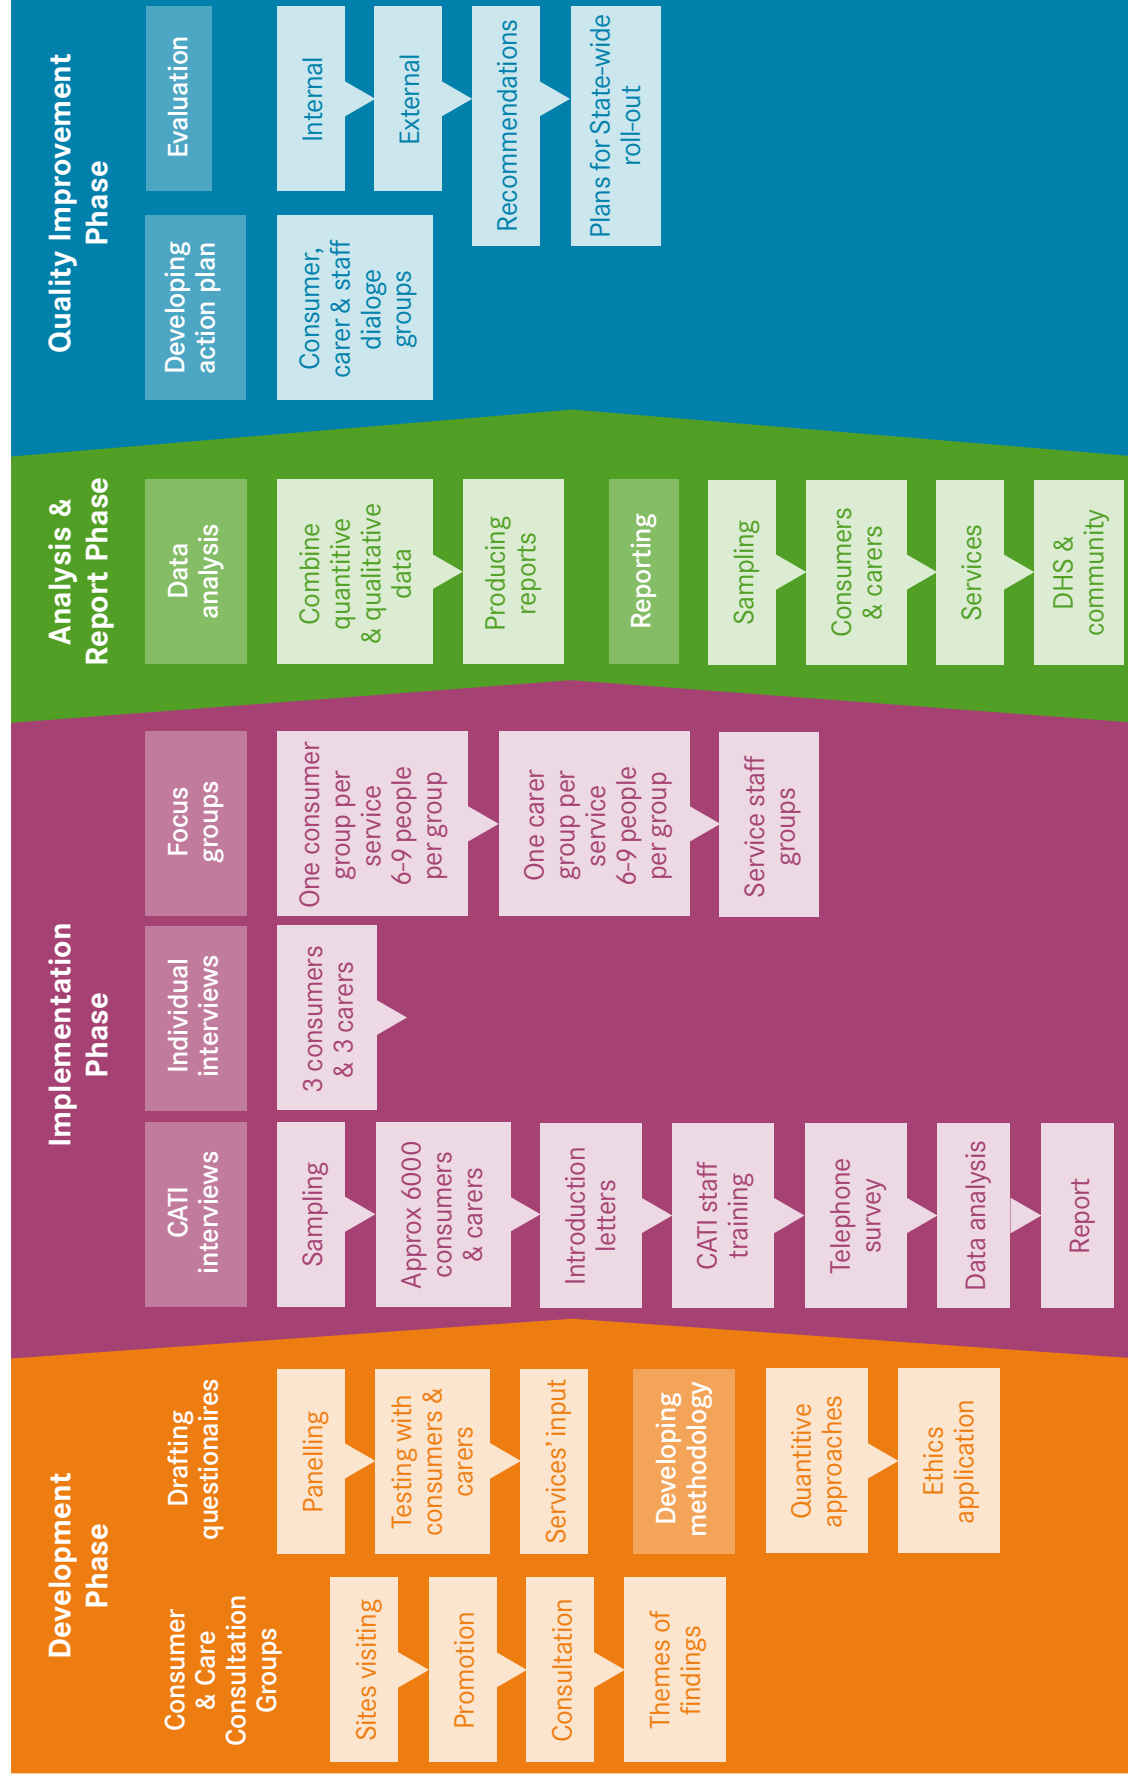 Development
Phase
Consumer
& Care
Consultation
Groups
Sites visiting
Promotion
Consultation
Themes of
findings
Drafting
questionaires
Panelling
Testing with
consumers &
carers
Services’ input
Developing
methodology
Quantitive
approaches
Ethics
application
Implementation
Phase
CATI
interviews
Sampling
Approx 6000
consumers
& carers
Introduction
letters
CATI staff
training
Telephone
survey
Data analysis
Report
Individual
interviews
3 consumers
& 3 carers
Focus
groups
One consumer
group per
service
6-9 people
per group
One carer
group per
service
6-9 people
per group
Service staff
groups
Analysis &
Report Phase
Data
analysis
Combine
quantitive
& qualitative
data
Producing
reports
Reporting
Sampling
Consumers
& carers
Services
DHS &
community
Quality Improvement
Phase
Developing
action plan
Consumer,
carer & staff
dialoge
groups
Evaluation
Internal
External
Recommendations
Plans for State-wide
roll-out